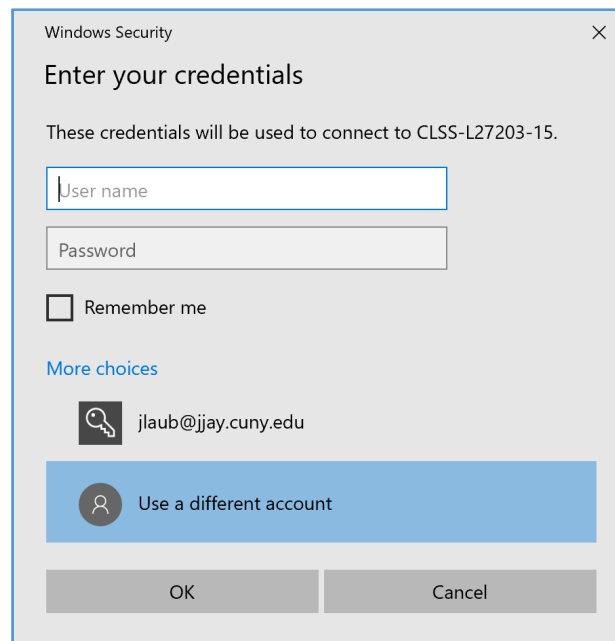 Windows Security
Enter your credentials
These credentials will be used to connect to CLSS-L27203-15.
User name
Password
Remember me
More choices
jlaub@jjay.cuny.edu
Use a different account
OK Cancel